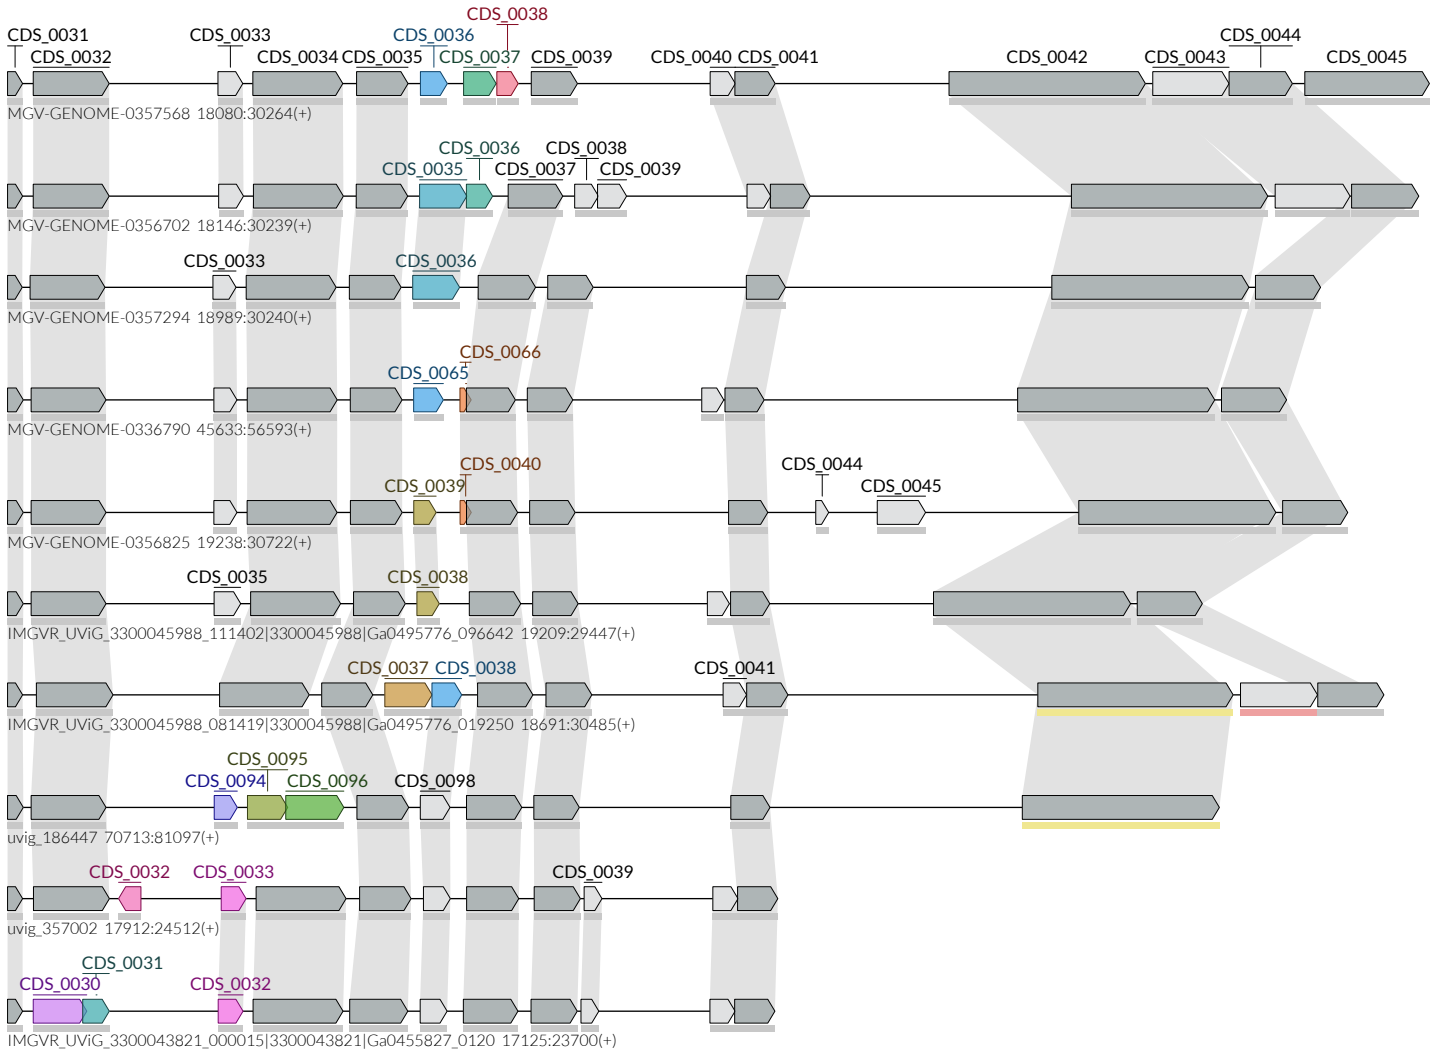 CDS_0038
CDS_0031 CDS_0033 CDS_0036 CDS_0044
CDS_0032 CDS_0034 CDS_0035 CDS_0037 CDS_0039 CDS_0040 CDS_0041 CDS_0042 CDS_0043 CDS_0045
MGV-GENOME-0357568 18080:30264(+)
CDS_0036 CDS_0038
CDS_0035 CDS_0037 CDS_0039
MGV-GENOME-0356702 18146:30239(+)
CDS_0033 CDS_0036
MGV-GENOME-0357294 18989:30240(+)
CDS_0066
CDS_0065
MGV-GENOME-0336790 45633:56593(+)
CDS_0040 CDS_0044
CDS_0039 CDS_0045
MGV-GENOME-0356825 19238:30722(+)
CDS_0035 CDS_0038
IMGVR_UViG_3300045988_111402|3300045988|Ga0495776_096642 19209:29447(+)
CDS_0037 CDS_0038 CDS_0041
IMGVR_UViG_3300045988_081419|3300045988|Ga0495776_019250 18691:30485(+)
CDS_0095
CDS_0094 CDS_0096 CDS_0098
uvig_186447 70713:81097(+)
CDS_0032 CDS_0033 CDS_0039
uvig_357002 17912:24512(+)
CDS_0031
CDS_0030 CDS_0032
IMGVR_UViG_3300043821_000015|3300043821|Ga0455827_0120 17125:23700(+)